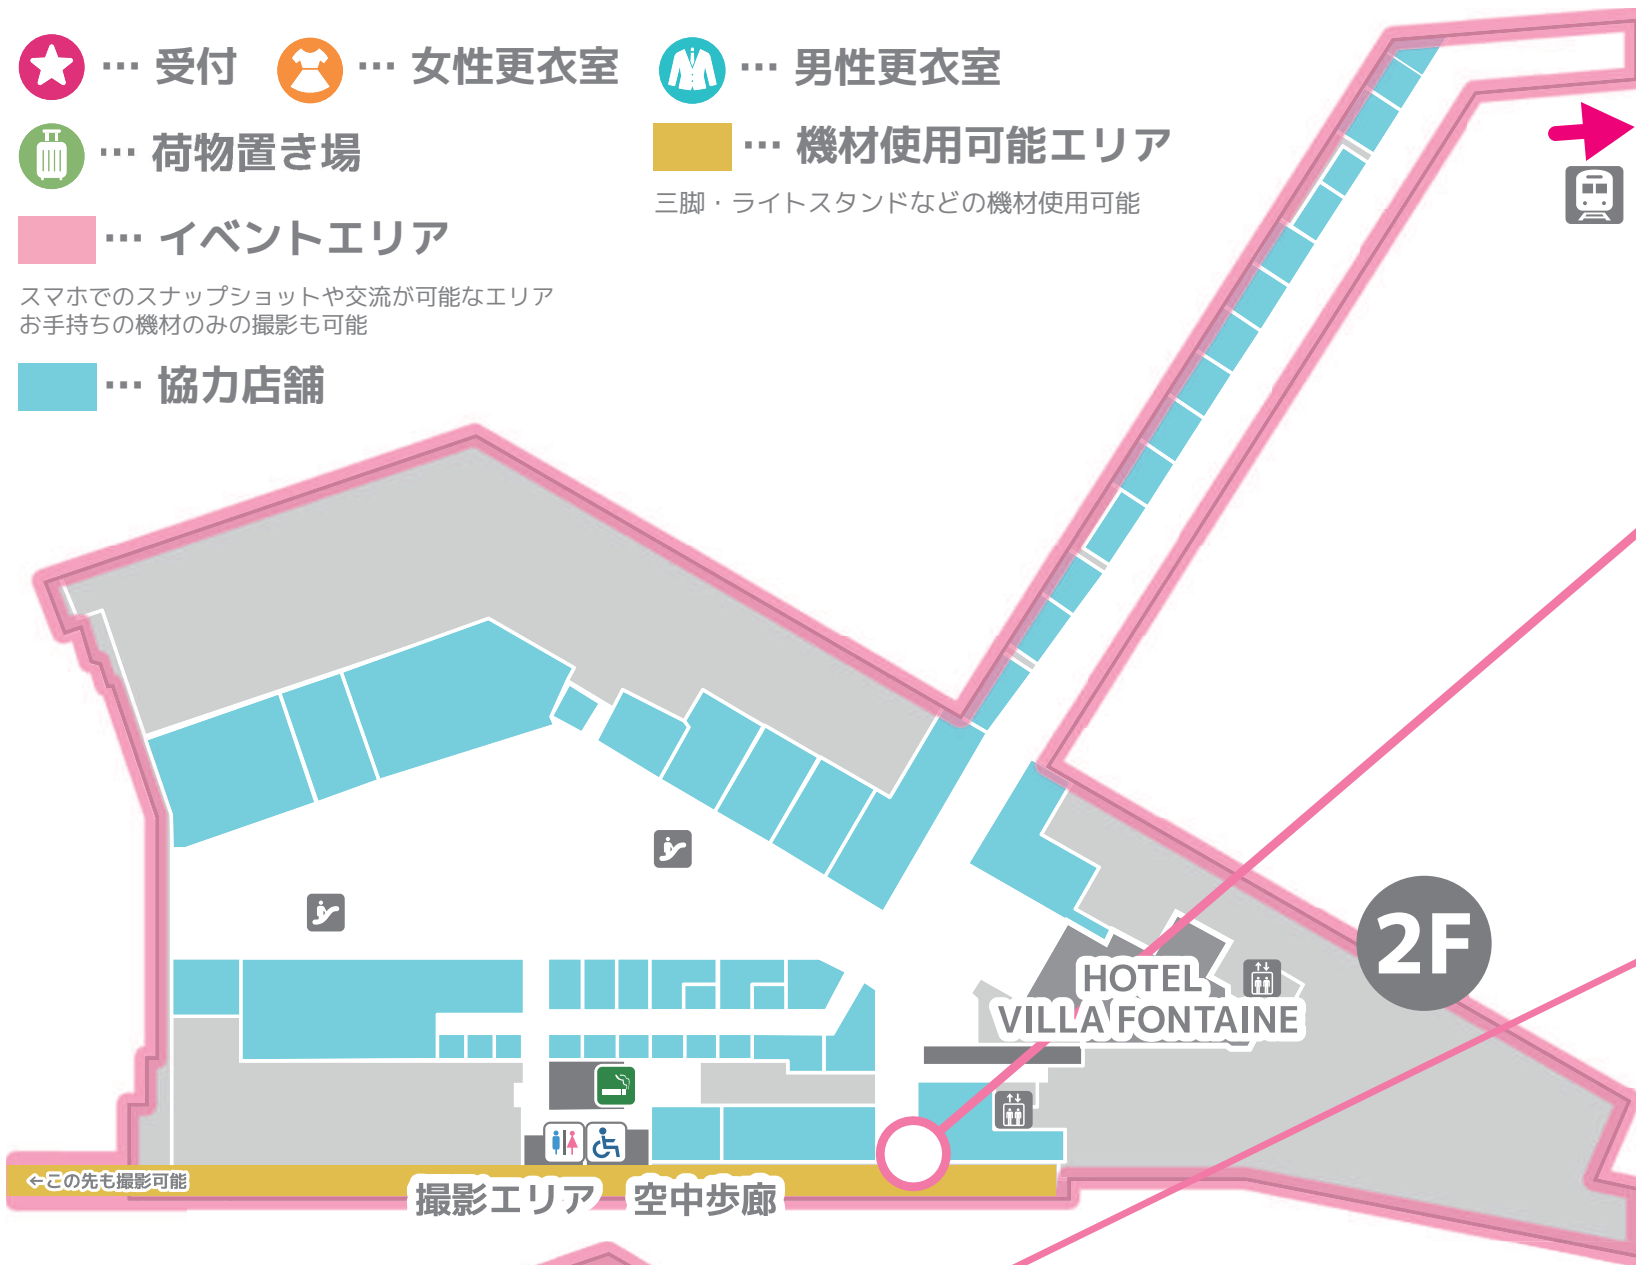 … 受付
… 女性更衣室
… 男性更衣室
… 荷物置き場
… 機材使用可能エリア
三脚・ライトスタンドなどの機材使用可能
… イベントエリア
スマホでのスナップショットや交流が可能なエリア
お手持ちの機材のみの撮影も可能
… 協力店舗
2F
HOTEL
VILLA FONTAINE
←この先も撮影可能
撮影エリア 空中歩廊